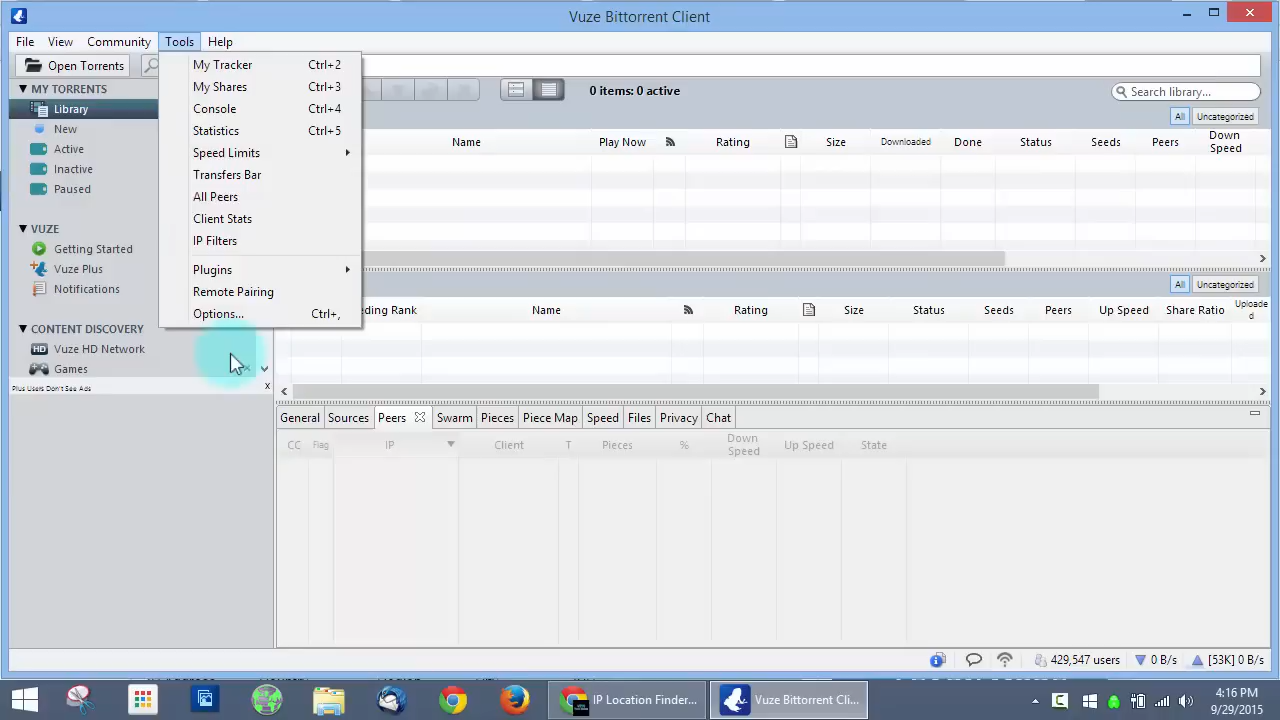 Vuze Bittorrent Client
File View Community Tools Help
Open Torrents
My Tracker Ctrl+2
My Shares Ctrl+3
Console Ctrl+4
Statistics Ctrl+5
Speed Limits
Transfers Bar
All Peers
Client Stats
IP Filters
Plugins
Remote Pairing
Options... Ctrl+,
MY TORRENTS
Library
New
Active
Inactive
Paused
VUZE
Getting Started
Vuze Plus
Notifications
CONTENT DISCOVERY
HD Vuze HD Network
Games
Plus Users Don't See Ads x
0 items: 0 active
Search library...
All Uncategorized
Name Play Now Rating Size Downloaded Done Status Seeds Peers Down Speed
All Uncategorized
ding Rank Name Rating Size Status Seeds Peers Up Speed Share Ratio Uploaded
General Sources Peers Swarm Pieces Piece Map Speed Files Privacy Chat
CC Flag IP Client T Pieces % Down Speed Up Speed State
429,547 users 0 B/s [53K] 0 B/s
IP Location Finder...
Vuze Bittorrent Cli...
4:16 PM
9/29/2015